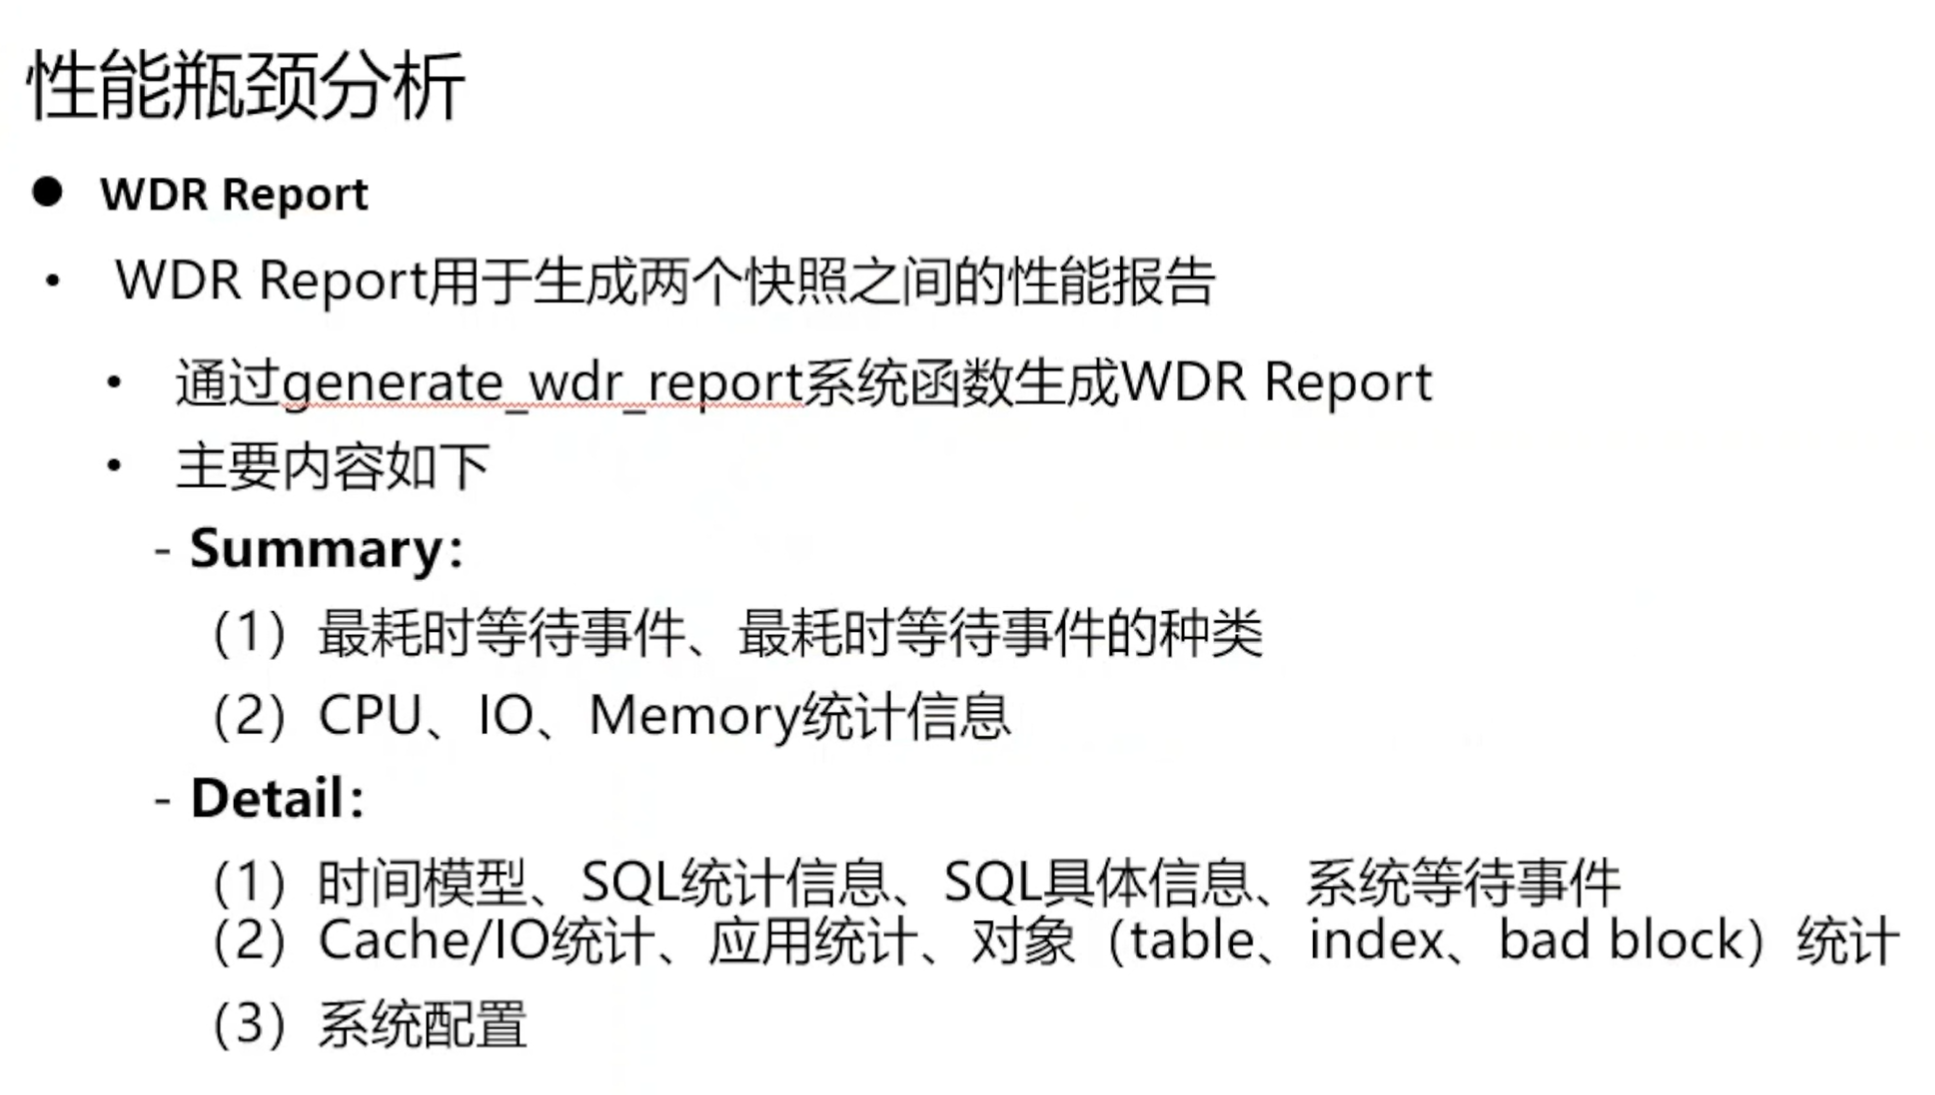 性能瓶颈分析
● WDR Report
• WDR Report用于生成两个快照之间的性能报告
• 通过generate_wdr_report系统函数生成WDR Report
• 主要内容如下
- Summary：
（1）最耗时等待事件、最耗时等待事件的种类
（2）CPU、IO、Memory统计信息
- Detail：
（1）时间模型、SQL统计信息、SQL具体信息、系统等待事件
（2）Cache/IO统计、应用统计、对象（table、index、bad block）统计
（3）系统配置